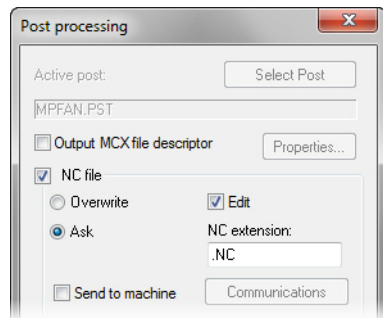 Post processing
Active post:
Select Post
MPFAN.PST
Output MCX file descriptor
Properties...
NC file
Overwrite
Edit
Ask
NC extension:
.NC
Send to machine
Communications